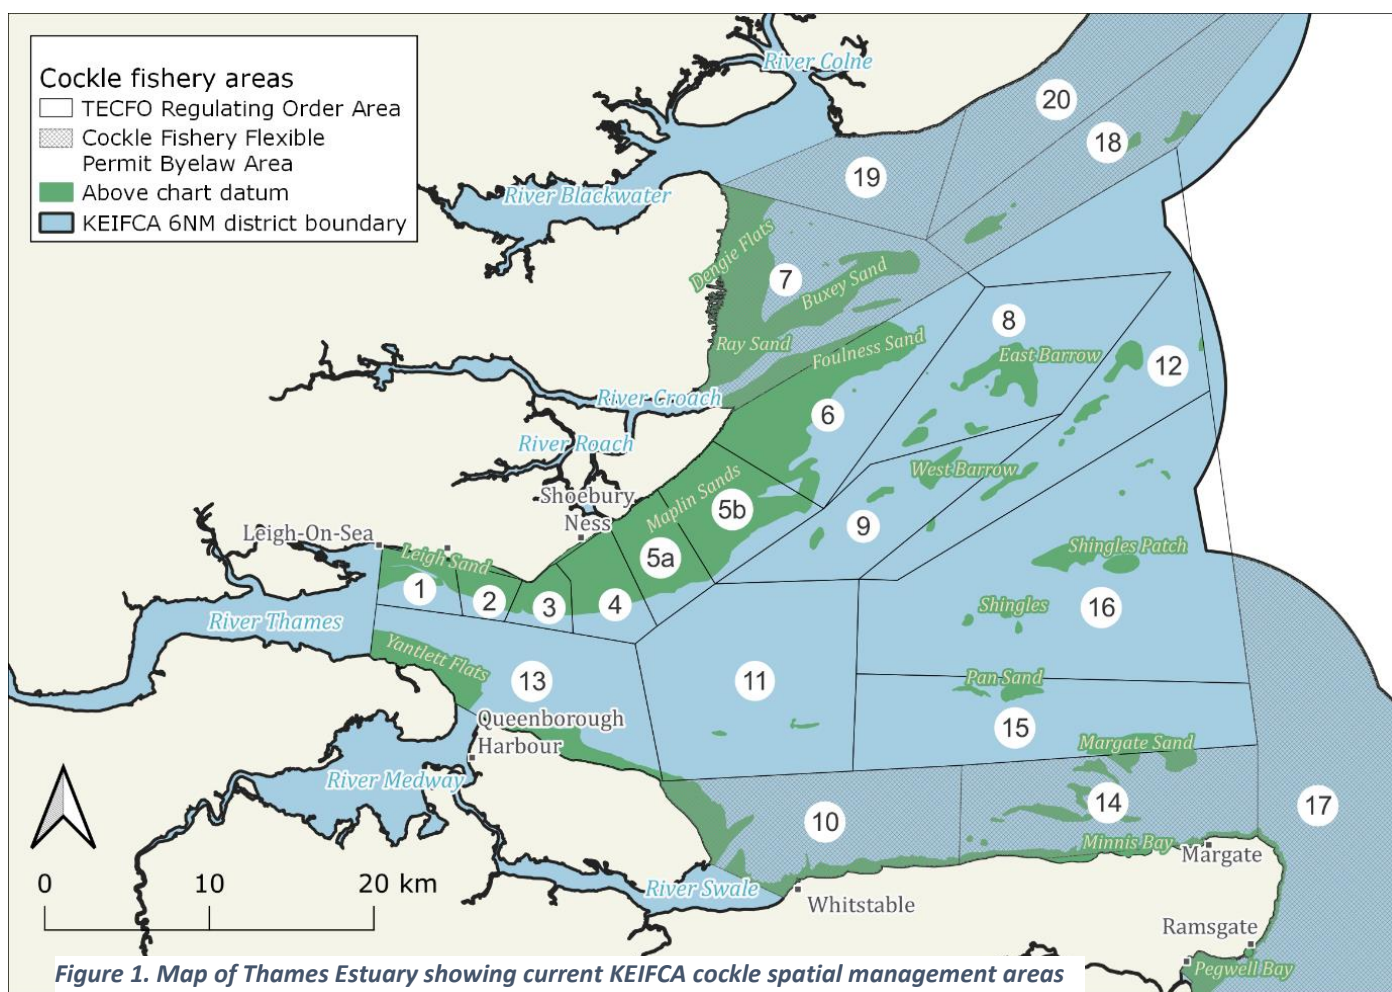 Cockle fishery areas
TECFO Regulating Order Area
Cockle Fishery Flexible
Permit Byelaw Area
Above chart datum
KEIFCA 6NM district boundary
River Colne
20
18
19
River Blackwater
Dengie Flats
7
Buxey Sand
Ray Sand
Foulness Sand
8
East Barrow
12
River Croach
6
River Roach
West Barrow
Shoebury
Ness
Maplin Sands
5b
9
Leigh-On-Sea
Leigh Sand
5a
Shingles Patch
1
2
3
4
Shingles
16
River Thames
Yantlett Flats
13
11
Pan Sand
15
Queenborough
Harbour
Margate Sand
River Medway
14
17
10
Minnis Bay
Margate
0
10
20 km
River Swale
Whitstable
Ramsgate
Pegwell Bay
Figure 1. Map of Thames Estuary showing current KEIFCA cockle spatial management areas